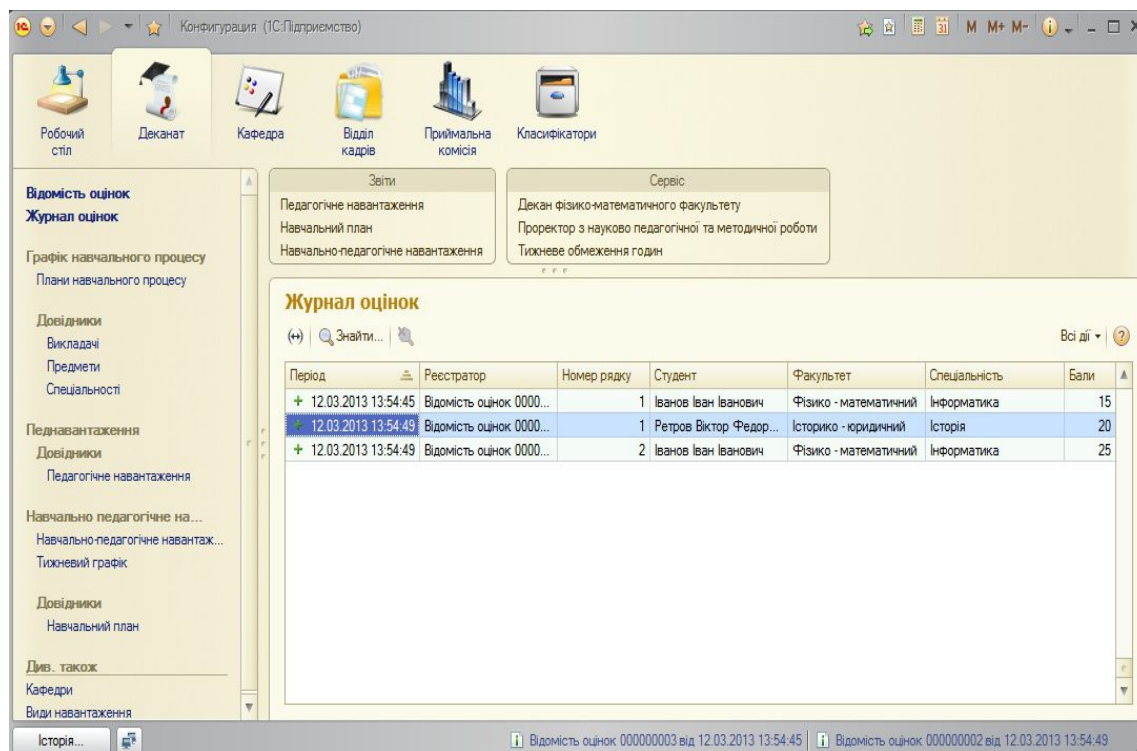 Конфигурация (1С:Підприємство)
31 M M+ M-
Робочий стіл
Деканат
Кафедра
Відділ кадрів
Приймальна комісія
Класифікатори
Відомість оцінок
Журнал оцінок
Графік навчального процесу
Плани навчального процесу
Довідники
Викладачі
Предмети
Спеціальності
Педнавантаження
Довідники
Педагогічне навантаження
Навчально педагогічне на...
Навчально-педагогічне навантаж...
Тижневий графік
Довідники
Навчальний план
Див. також
Кафедри
Види навантаження
Звіти
Педагогічне навантаження
Навчальний план
Навчально-педагогічне навантаження
Сервіс
Декан фізико-математичного факультету
Проректор з науково педагогічної та методичної роботи
Тижневе обмеження годин
Журнал оцінок
Знайти...
Всі дії
Період Реєстратор Номер рядку Студент Факультет Спеціальність Бали
12.03.2013 13:54:45 Відомість оцінок 0000... 1 Іванов Іван Іванович Фізико - математичний Інформатика 15
12.03.2013 13:54:49 Відомість оцінок 0000... 1 Петров Віктор Федор... Історико - юридичний Історія 20
12.03.2013 13:54:49 Відомість оцінок 0000... 2 Іванов Іван Іванович Фізико - математичний Інформатика 25
Історія...
Відомість оцінок 000000003 від 12.03.2013 13:54:45
Відомість оцінок 000000002 від 12.03.2013 13:54:49